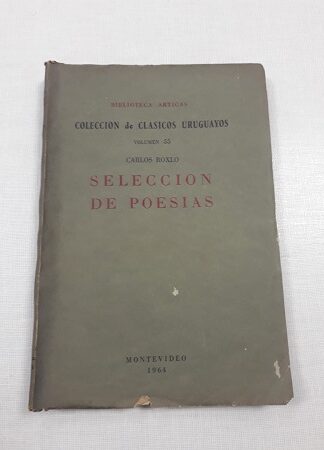 BIBLIOTECA ARTIGAS
COLECCION de CLASICOS URUGUAYOS
VOLUMEN 55
CARLOS ROXLO
SELECCION
DE POESIAS
MONTEVIDEO
1964